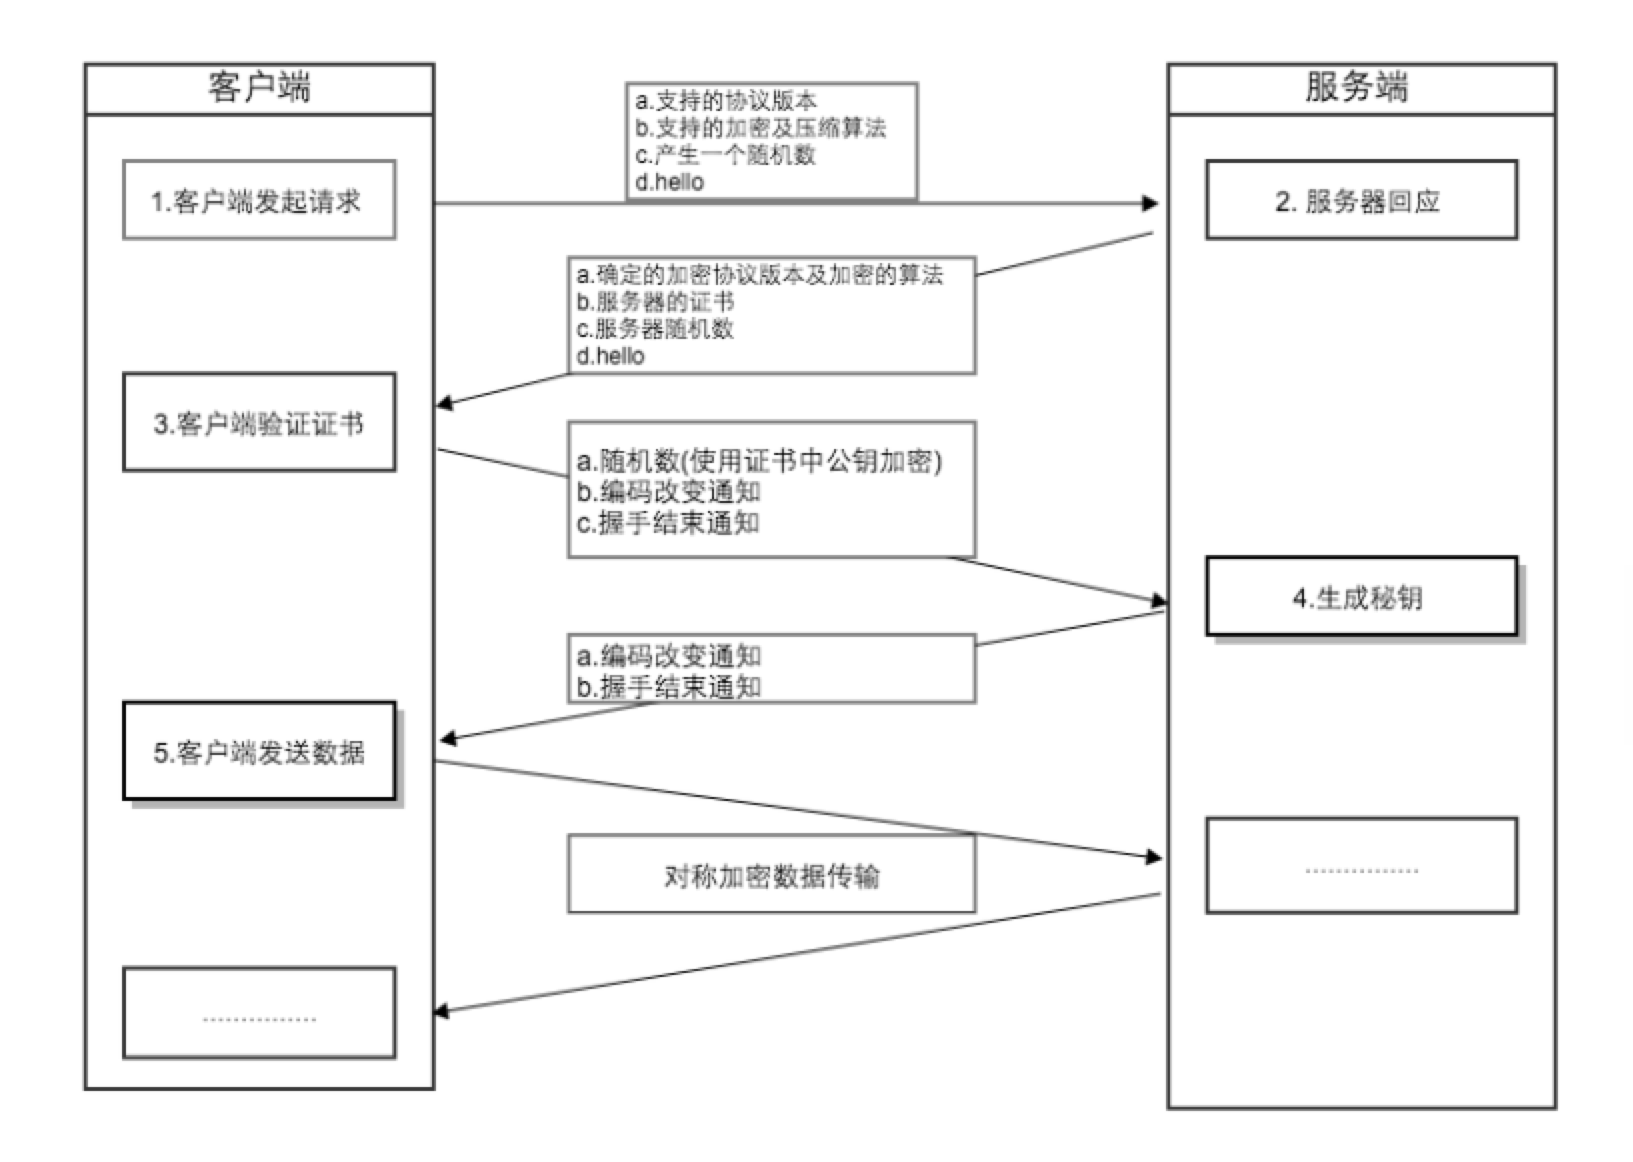 客户端
服务端
a.支持的协议版本
b.支持的加密及压缩算法
c.产生一个随机数
d.hello
1.客户端发起请求
2. 服务器回应
a.确定的加密协议版本及加密的算法
b.服务器的证书
c.服务器随机数
d.hello
3.客户端验证证书
a.随机数(使用证书中公钥加密)
b.编码改变通知
c.握手结束通知
4.生成秘钥
a.编码改变通知
b.握手结束通知
5.客户端发送数据
对称加密数据传输
...............
...............